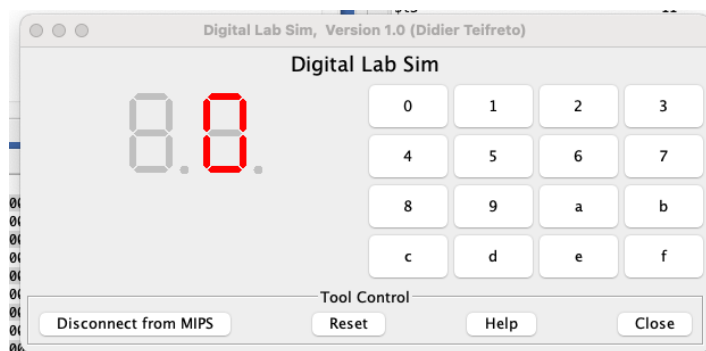 Digital Lab Sim, Version 1.0 (Didier Teifreto)
Digital Lab Sim
0 1 2 3
4 5 6 7
8 9 a b
c d e f
Tool Control
Disconnect from MIPS Reset Help Close